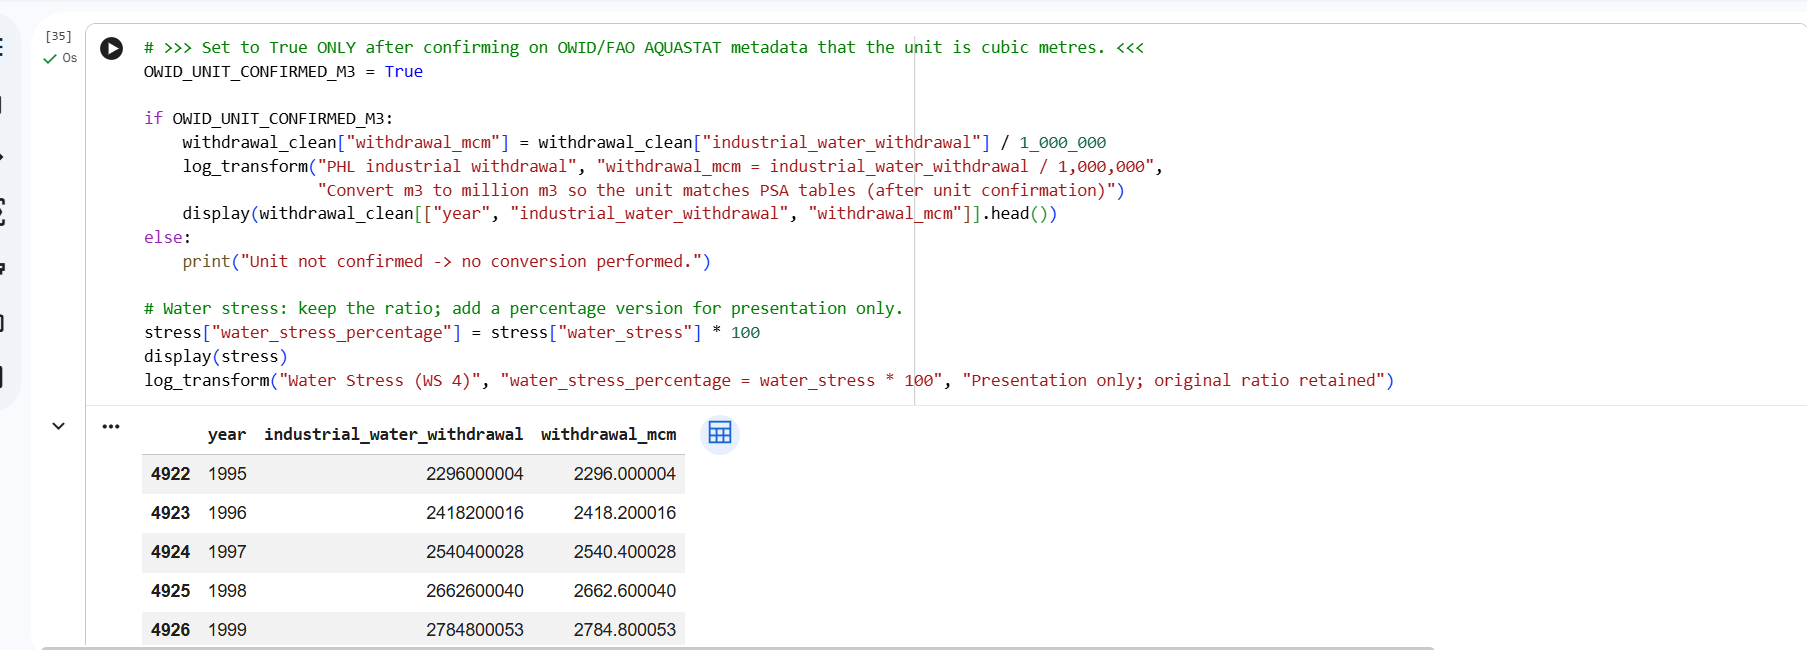 [35]
0s
# >>> Set to True ONLY after confirming on OWID/FAO AQUASTAT metadata that the unit is cubic metres. <<<
OWID_UNIT_CONFIRMED_M3 = True
if OWID_UNIT_CONFIRMED_M3:
    withdrawal_clean["withdrawal_mcm"] = withdrawal_clean["industrial_water_withdrawal"] / 1_000_000
    log_transform("PHL industrial withdrawal", "withdrawal_mcm = industrial_water_withdrawal / 1,000,000",
                  "Convert m3 to million m3 so the unit matches PSA tables (after unit confirmation)")
    display(withdrawal_clean[["year", "industrial_water_withdrawal", "withdrawal_mcm"]].head())
else:
    print("Unit not confirmed -> no conversion performed.")
# Water stress: keep the ratio; add a percentage version for presentation only.
stress["water_stress_percentage"] = stress["water_stress"] * 100
display(stress)
log_transform("Water Stress (WS 4)", "water_stress_percentage = water_stress * 100", "Presentation only; original ratio retained")
year industrial_water_withdrawal withdrawal_mcm
4922 1995 2296000004 2296.000004
4923 1996 2418200016 2418.200016
4924 1997 2540400028 2540.400028
4925 1998 2662600040 2662.600040
4926 1999 2784800053 2784.800053